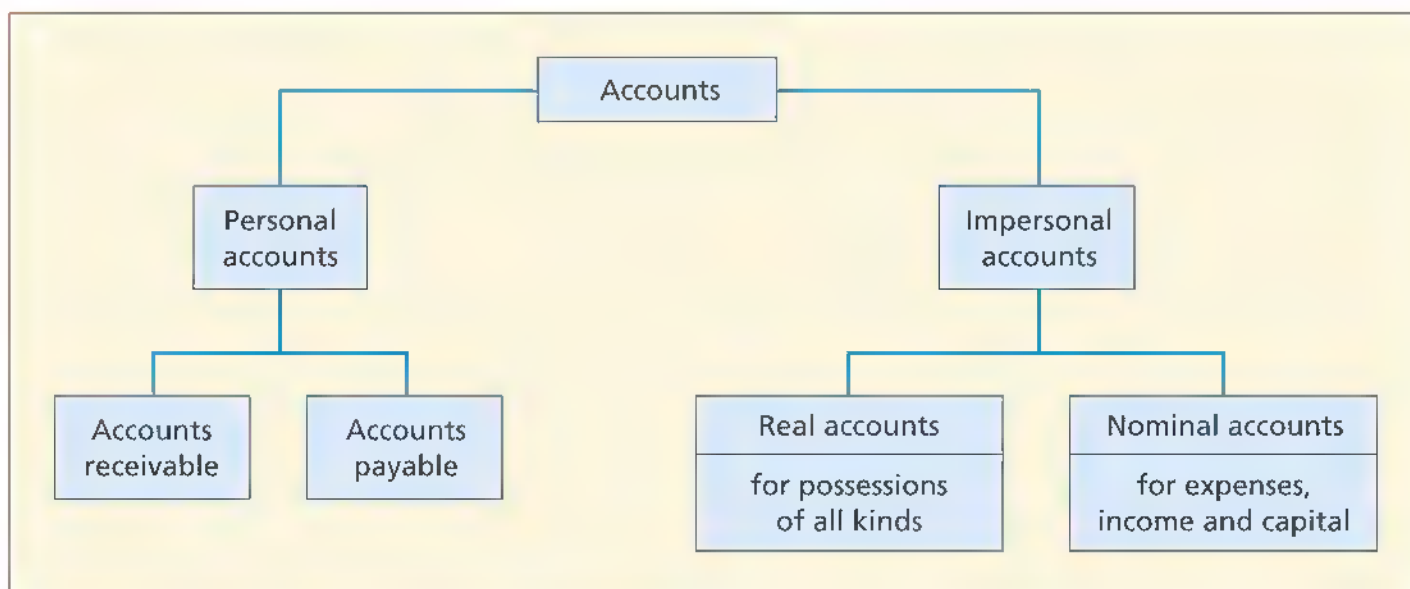 Accounts
Personal
accounts
Impersonal
accounts
Accounts
receivable
Accounts
payable
Real accounts
for possessions
of all kinds
Nominal accounts
for expenses,
income and capital